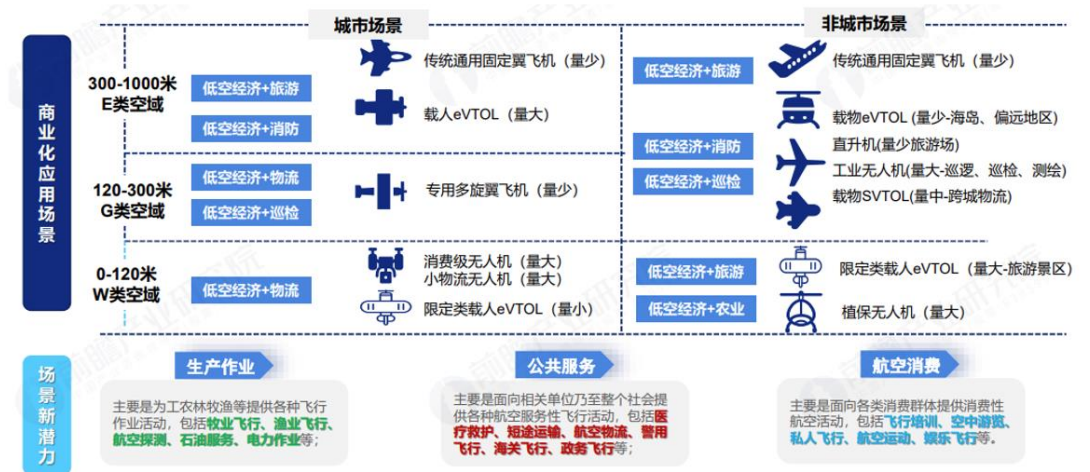 城市场景
非城市场景
商业化应用场景
300-1000米
E类空域
低空经济+旅游
低空经济+消防
传统通用固定翼飞机（量少）
载人eVTOL（量大）
低空经济+旅游
传统通用固定翼飞机（量少）
载物eVTOL (量少-海岛、偏远地区)
低空经济+消防
直升机(量少旅游场)
低空经济+巡检
工业无人机(量大-巡逻、巡检、测绘)
载物SVTOL(量中-跨城物流)
120-300米
G类空域
低空经济+物流
低空经济+巡检
专用多旋翼飞机（量少）
0-120米
W类空域
低空经济+物流
消费级无人机（量大）
小物流无人机（量大）
限定类载人eVTOL（量小）
低空经济+旅游
限定类载人eVTOL（量大-旅游景区）
低空经济+农业
植保无人机（量大）
场景新潜力
生产作业
主要是为工农林牧渔等提供各种飞行
作业活动，包括牧业飞行、渔业飞行、
航空探测、石油服务、电力作业等；
公共服务
主要是面向相关单位乃至整个社会提
供各种航空服务性飞行活动，包括医
疗救护、短途运输、航空物流、警用
飞行、海关飞行、政务飞行等；
航空消费
主要是面向各类消费群体提供消费性
航空活动，包括飞行培训、空中游览、
私人飞行、航空运动、娱乐飞行等。